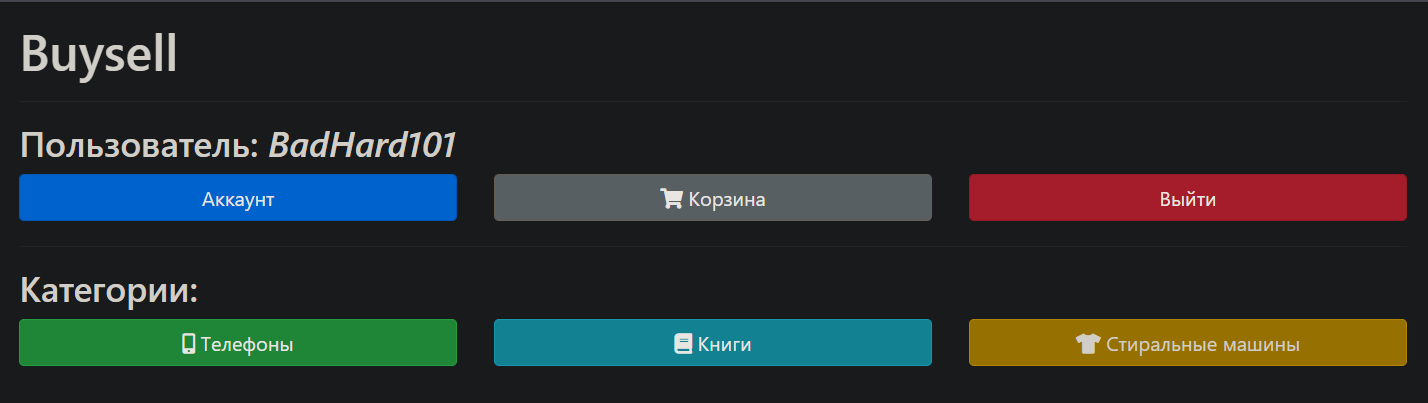 Buysell
Пользователь: BadHard101
Аккаунт
Корзина
Выйти
Категории:
Телефоны
Книги
Стиральные машины